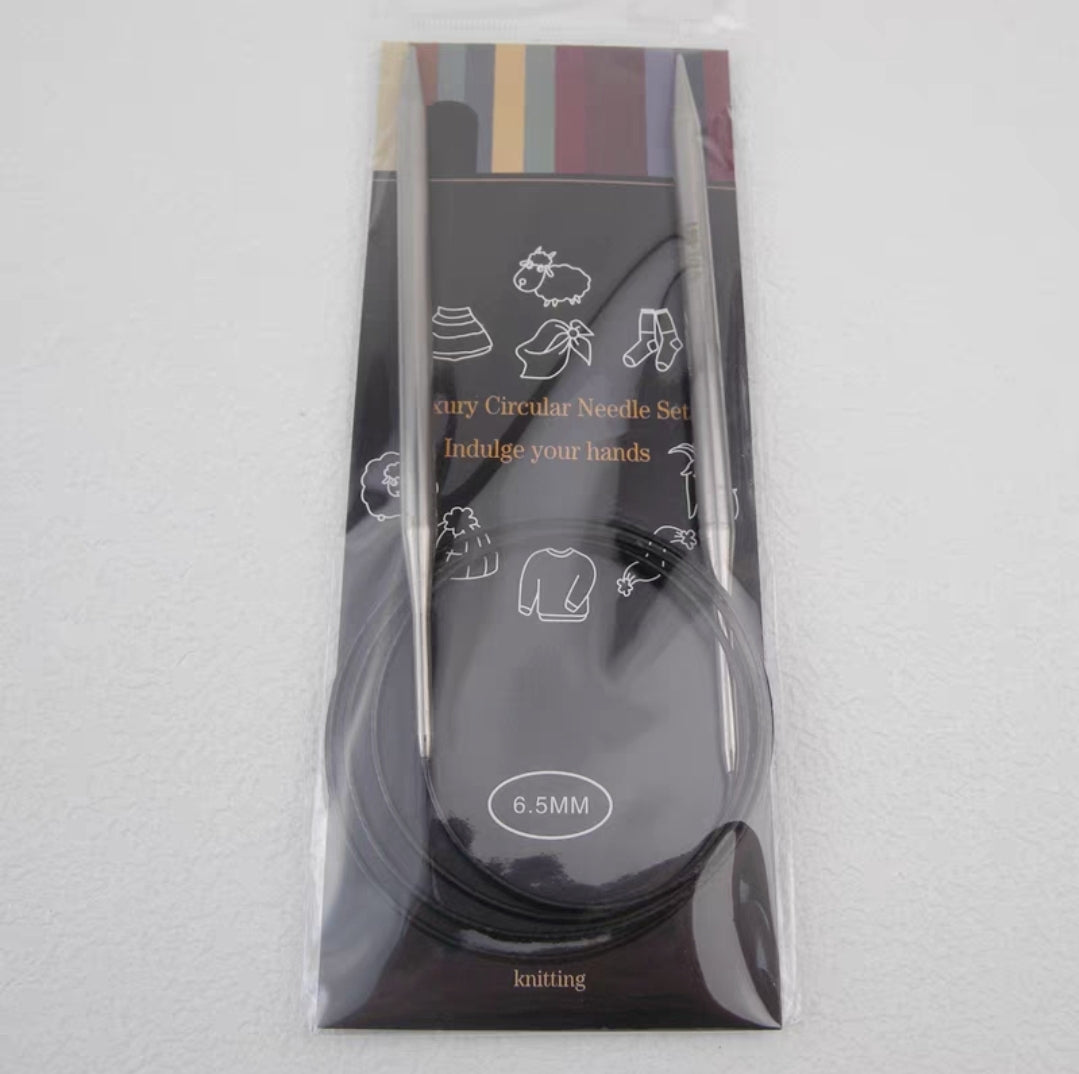 xury Circular Needle Set
Indulge your hands
6.5MM
knitting